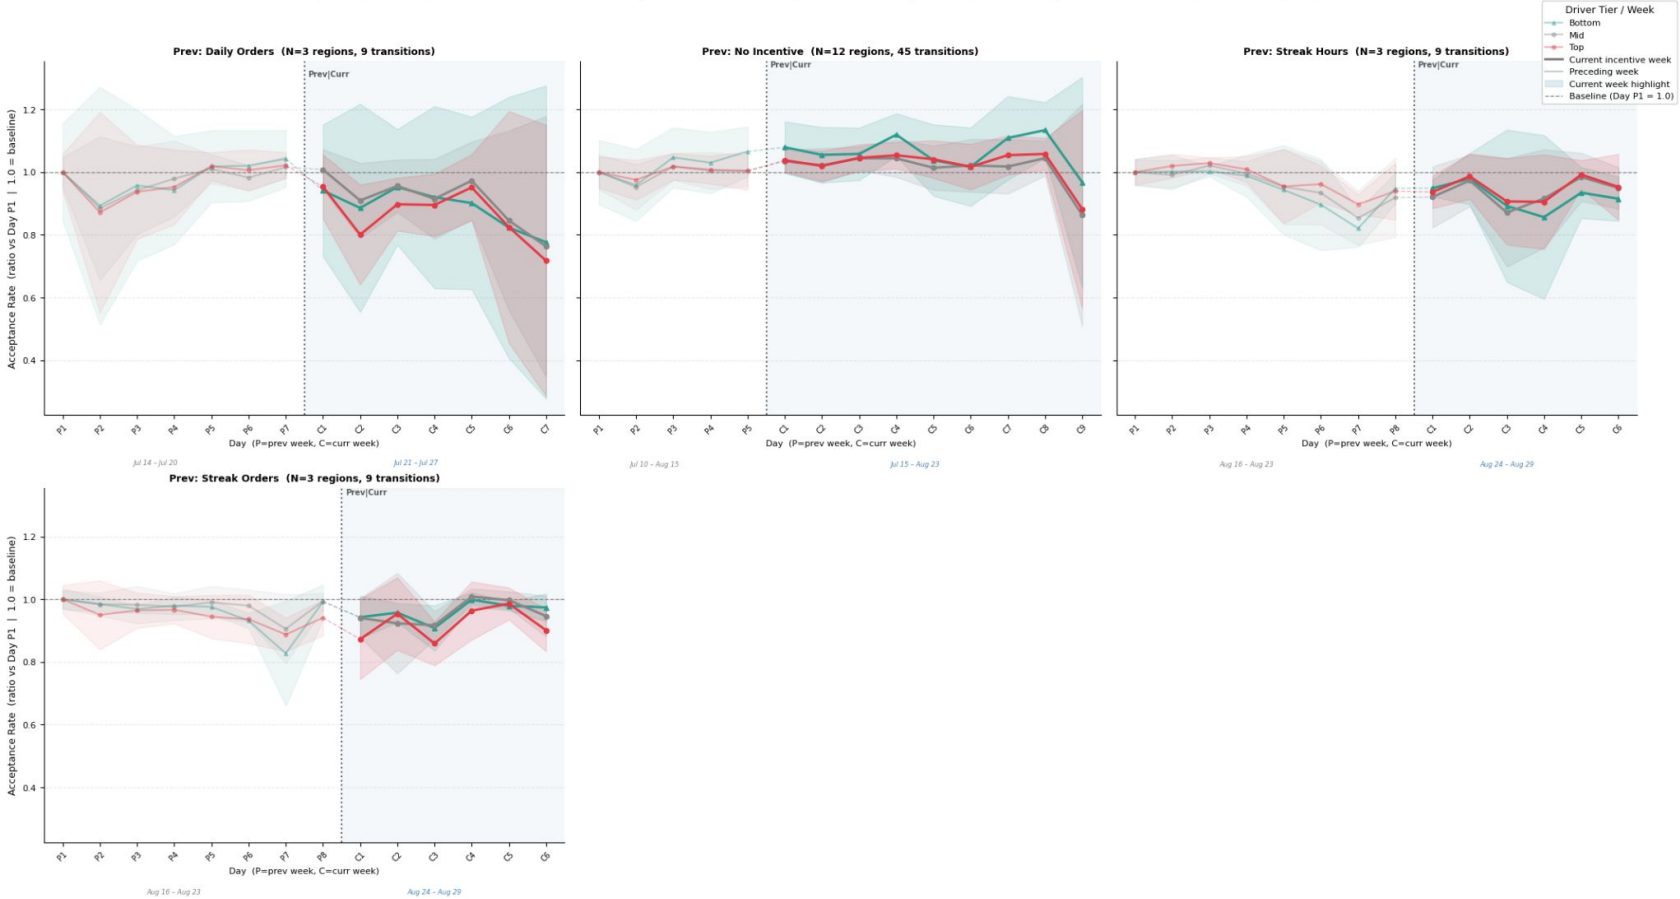 Driver Tier / Week
Bottom
Mid
Top
Current incentive week
Preceding week
Current week highlight
Baseline (Day P1 = 1.0)
Prev: Daily Orders (N=3 regions, 9 transitions)
Prev|Curr
Acceptance Rate (ratio vs Day P1 | 1.0 = baseline)
1.2
1.0
0.8
0.6
0.4
P1 P2 P3 P4 P5 P6 P7 C1 C2 C3 C4 C5 C6 C7
Day (P=prev week, C=curr week)
Jul 14 – Jul 20 Jul 21 – Jul 27
Prev: No Incentive (N=12 regions, 45 transitions)
Prev|Curr
P1 P2 P3 P4 P5 C1 C2 C3 C4 C5 C6 C7 C8 C9
Day (P=prev week, C=curr week)
Jul 10 – Aug 15 Jul 15 – Aug 23
Prev: Streak Hours (N=3 regions, 9 transitions)
Prev|Curr
P1 P2 P3 P4 P5 P6 P7 P8 C1 C2 C3 C4 C5 C6
Day (P=prev week, C=curr week)
Aug 16 – Aug 23 Aug 24 – Aug 29
Prev: Streak Orders (N=3 regions, 9 transitions)
Prev|Curr
Acceptance Rate (ratio vs Day P1 | 1.0 = baseline)
1.2
1.0
0.8
0.6
0.4
P1 P2 P3 P4 P5 P6 P7 P8 C1 C2 C3 C4 C5 C6
Day (P=prev week, C=curr week)
Aug 16 – Aug 23 Aug 24 – Aug 29